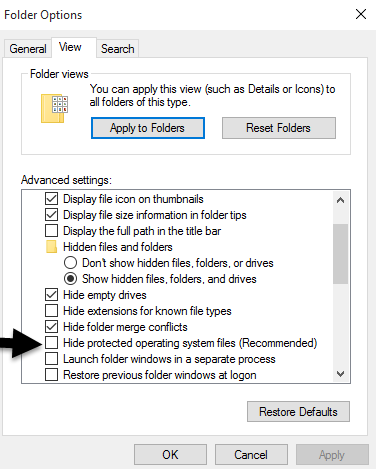 Folder Options
General
View
Search
Folder views
You can apply this view (such as Details or Icons) to
all folders of this type.
Apply to Folders
Reset Folders
Advanced settings:
Display file icon on thumbnails
Display file size information in folder tips
Display the full path in the title bar
Hidden files and folders
Don't show hidden files, folders, or drives
Show hidden files, folders, and drives
Hide empty drives
Hide extensions for known file types
Hide folder merge conflicts
Hide protected operating system files (Recommended)
Launch folder windows in a separate process
Restore previous folder windows at logon
Restore Defaults
OK
Cancel
Apply